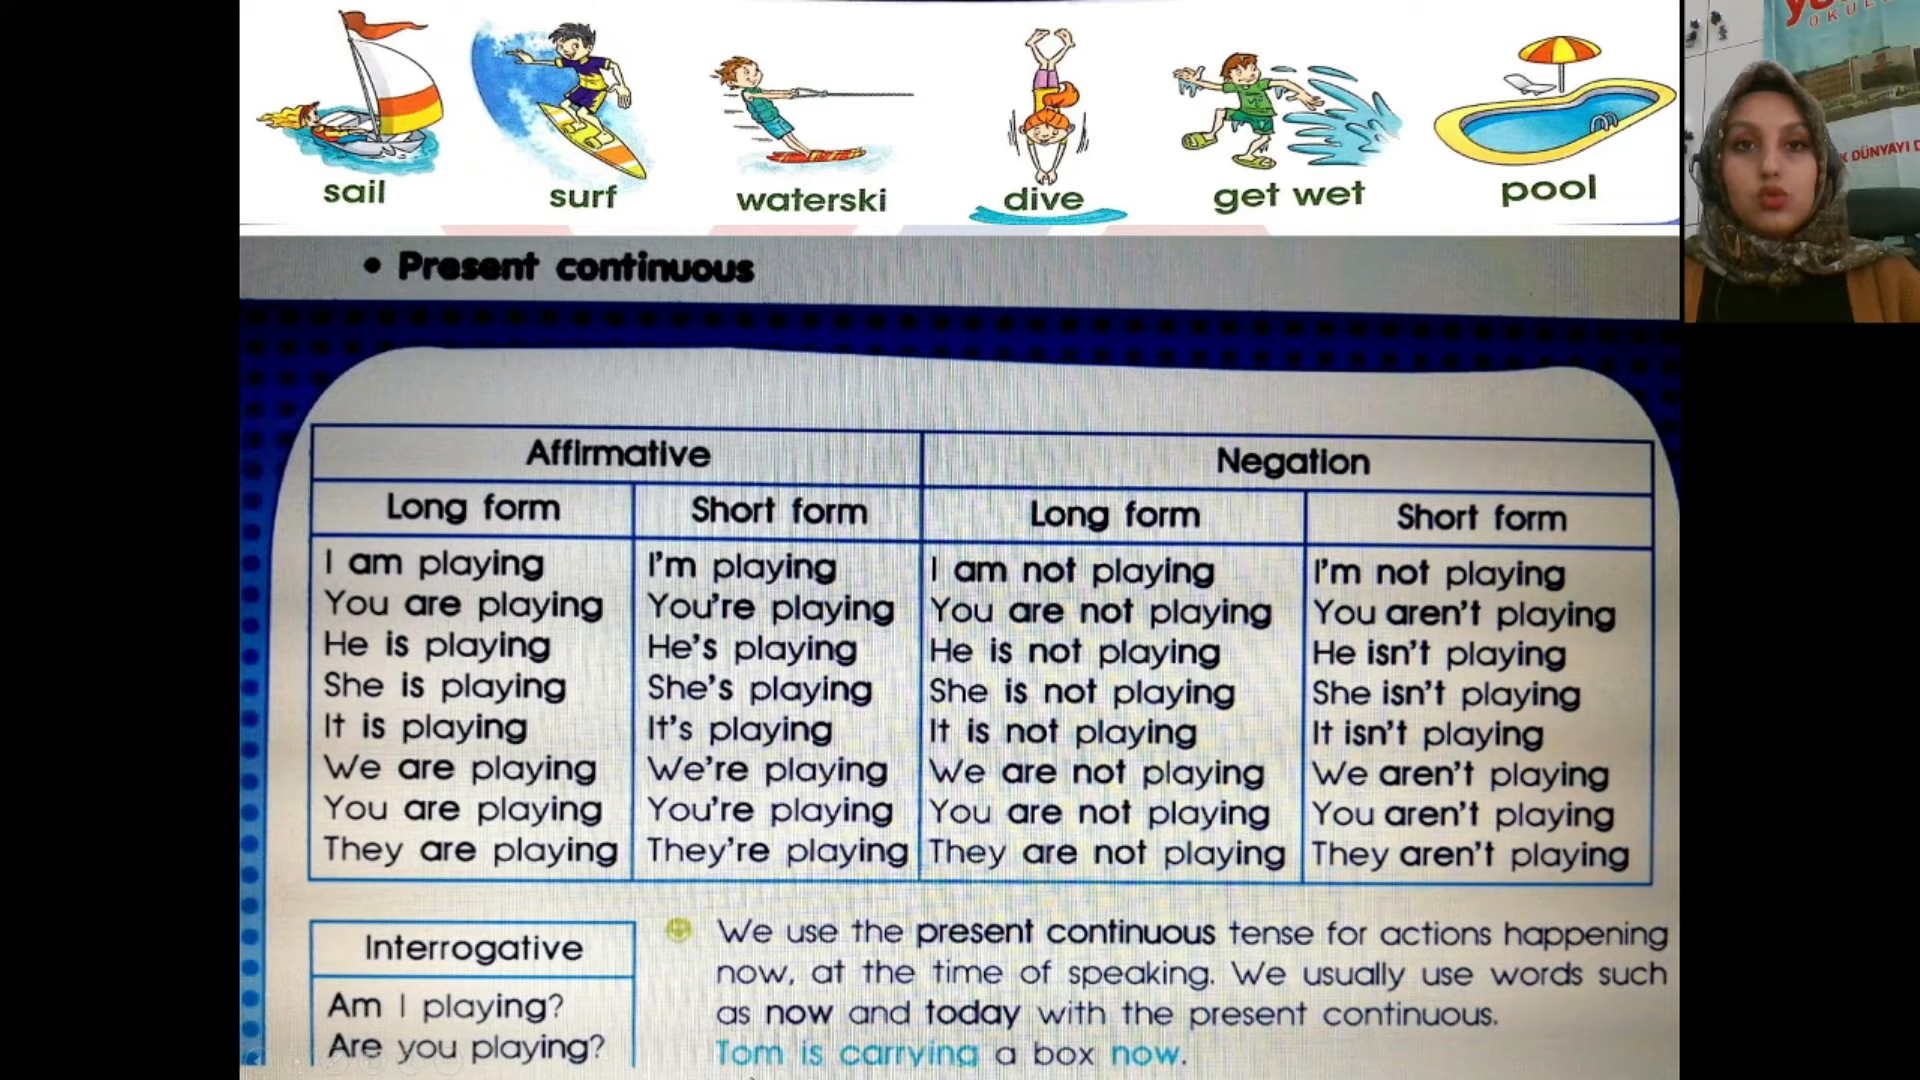 sail surf waterski dive get wet pool
OKUL
K DÜNYAYI D
• Present continuous
Affirmative Negation
Long form Short form Long form Short form
I am playing I'm playing I am not playing I'm not playing
You are playing You're playing You are not playing You aren't playing
He is playing He's playing He is not playing He isn't playing
She is playing She's playing She is not playing She isn't playing
It is playing It's playing It is not playing It isn't playing
We are playing We're playing We are not playing We aren't playing
You are playing You're playing You are not playing You aren't playing
They are playing They're playing They are not playing They aren't playing
Interrogative
Am I playing?
Are you playing?
We use the present continuous tense for actions happening
now, at the time of speaking. We usually use words such
as now and today with the present continuous.
Tom is carrying a box now.